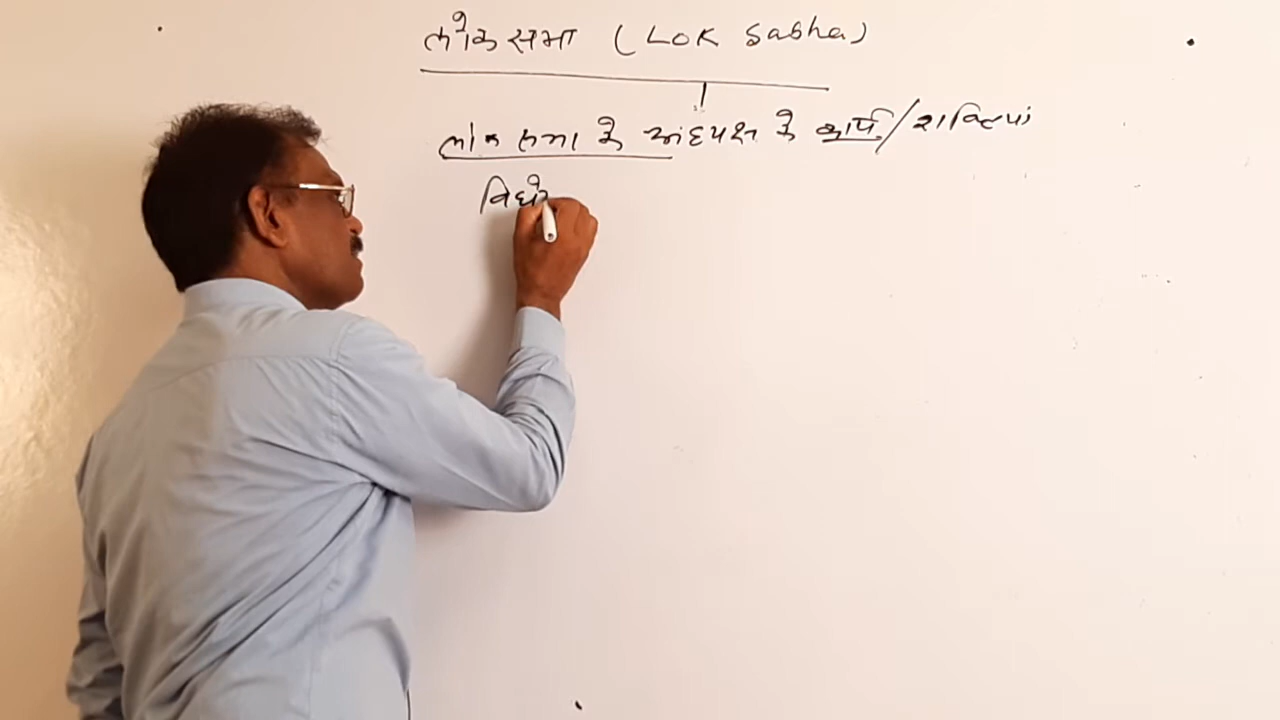 लोकसभा (Lok Sabha)
लोक सभा के अध्यक्ष के कार्य/शक्तियां
विधे